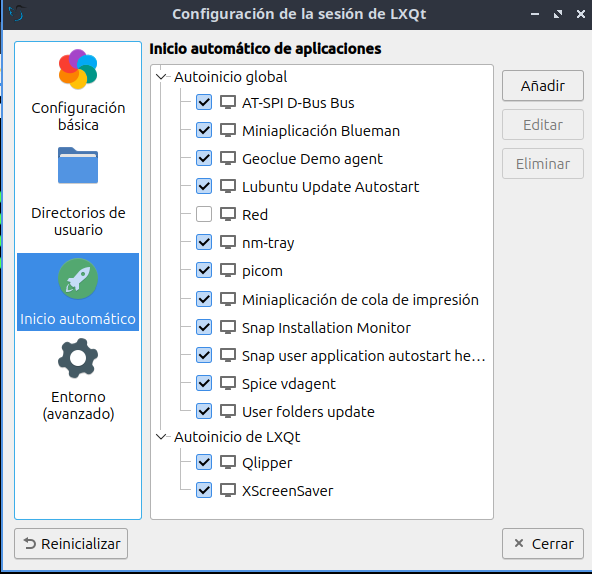 Configuración de la sesión de LXQt
Configuración
básica
Directorios de
usuario
Inicio automático
Entorno
(avanzado)
Inicio automático de aplicaciones
Autoinicio global
AT-SPI D-Bus Bus
Miniaplicación Blueman
Geoclue Demo agent
Lubuntu Update Autostart
Red
nm-tray
picom
Miniaplicación de cola de impresión
Snap Installation Monitor
Snap user application autostart he…
Spice vdagent
User folders update
Autoinicio de LXQt
Qlipper
XScreenSaver
Añadir
Editar
Eliminar
Reinicializar
Cerrar